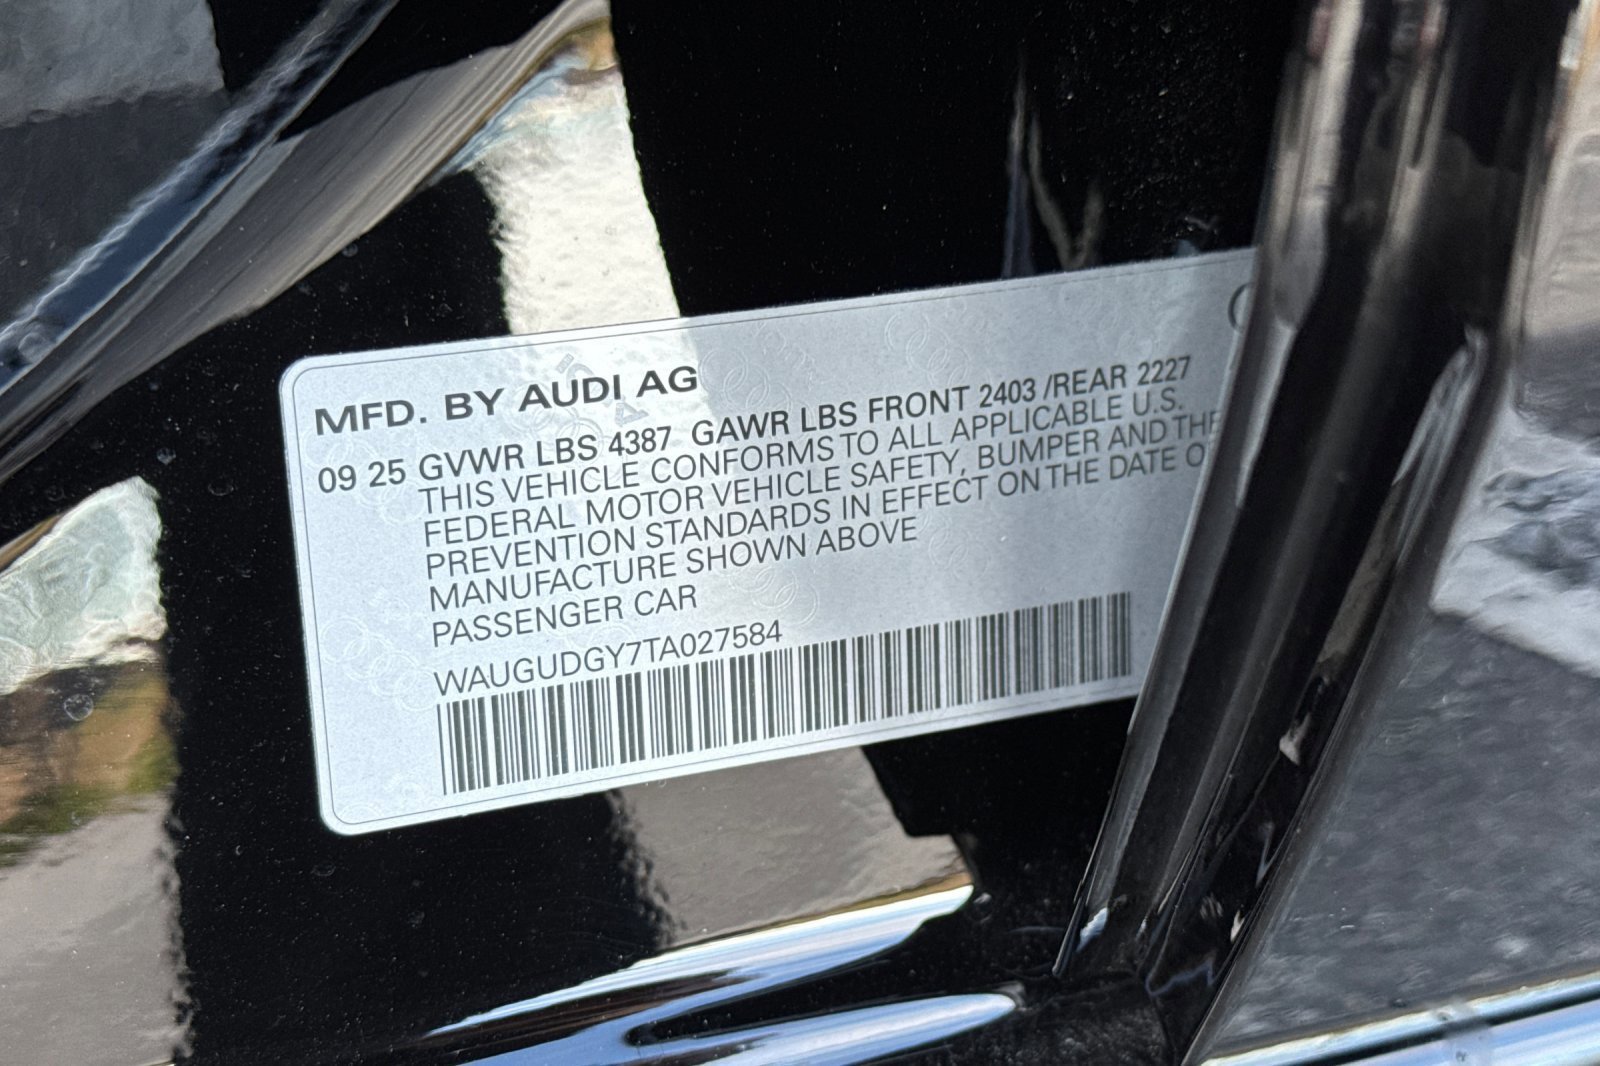 MFD. BY AUDI AG
09 25 GVWR LBS 4387 GAWR LBS FRONT 2403 /REAR 2227
THIS VEHICLE CONFORMS TO ALL APPLICABLE U.S.
FEDERAL MOTOR VEHICLE SAFETY, BUMPER AND THE
PREVENTION STANDARDS IN EFFECT ON THE DATE O
MANUFACTURE SHOWN ABOVE
PASSENGER CAR
WAUGUDGY7TA027584